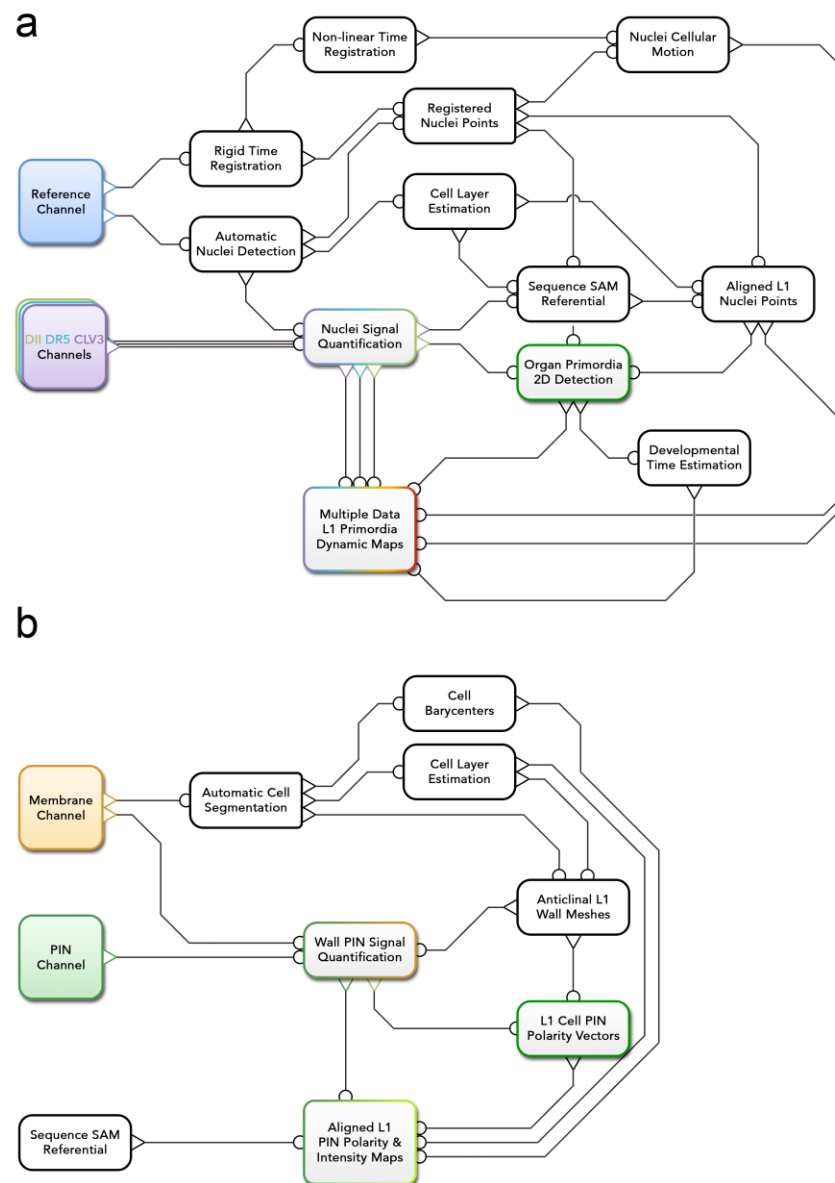 a
Non-linear Time
Registration
Nuclei Cellular
Motion
Registered
Nuclei Points
Rigid Time
Registration
Reference
Channel
Cell Layer
Estimation
Automatic
Nuclei Detection
Sequence SAM
Referential
Aligned L1
Nuclei Points
DII DR5 CLV3
Channels
Nuclei Signal
Quantification
Organ Primordia
2D Detection
Developmental
Time Estimation
Multiple Data
L1 Primordia
Dynamic Maps
b
Cell
Barycenters
Cell Layer
Estimation
Membrane
Channel
Automatic Cell
Segmentation
Anticlinal L1
Wall Meshes
PIN
Channel
Wall PIN Signal
Quantification
L1 Cell PIN
Polarity Vectors
Sequence SAM
Referential
Aligned L1
PIN Polarity &
Intensity Maps